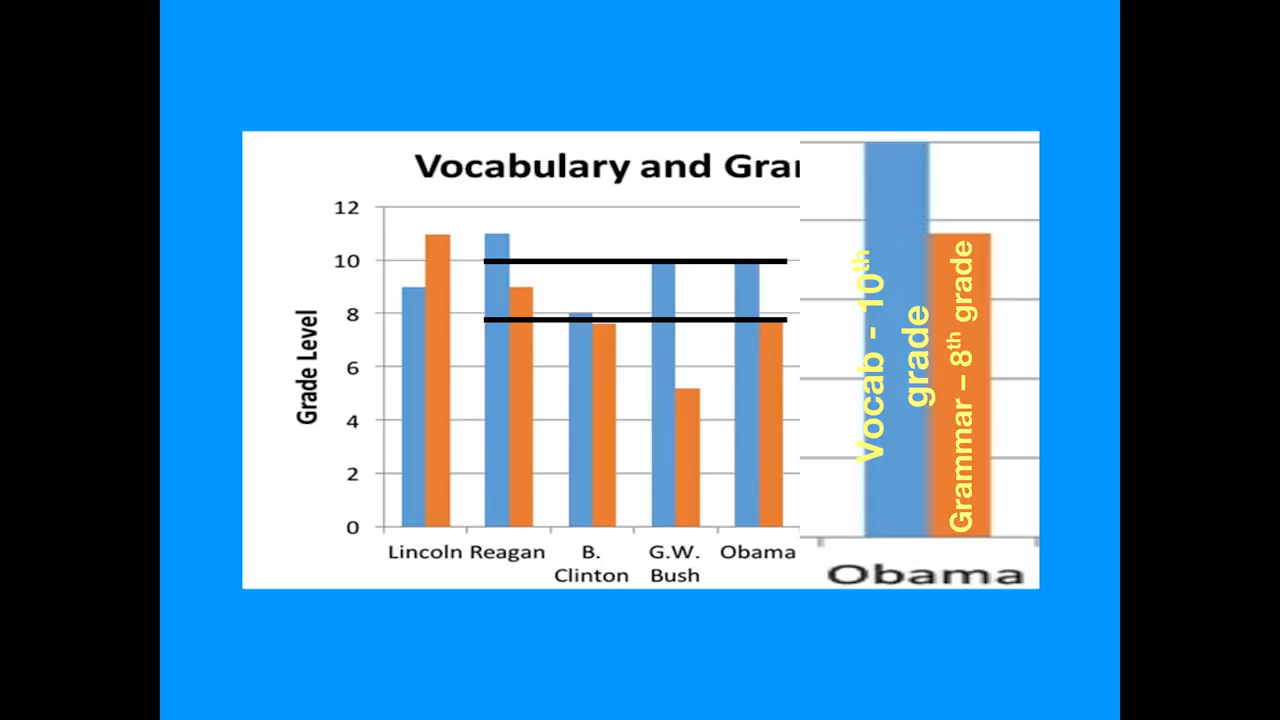 Vocabulary and Gra
12
10
8
6
4
2
0
Grade Level
Lincoln Reagan B. Clinton G.W. Bush Obama
Vocab - 10th
grade
Grammar – 8th grade
Obama